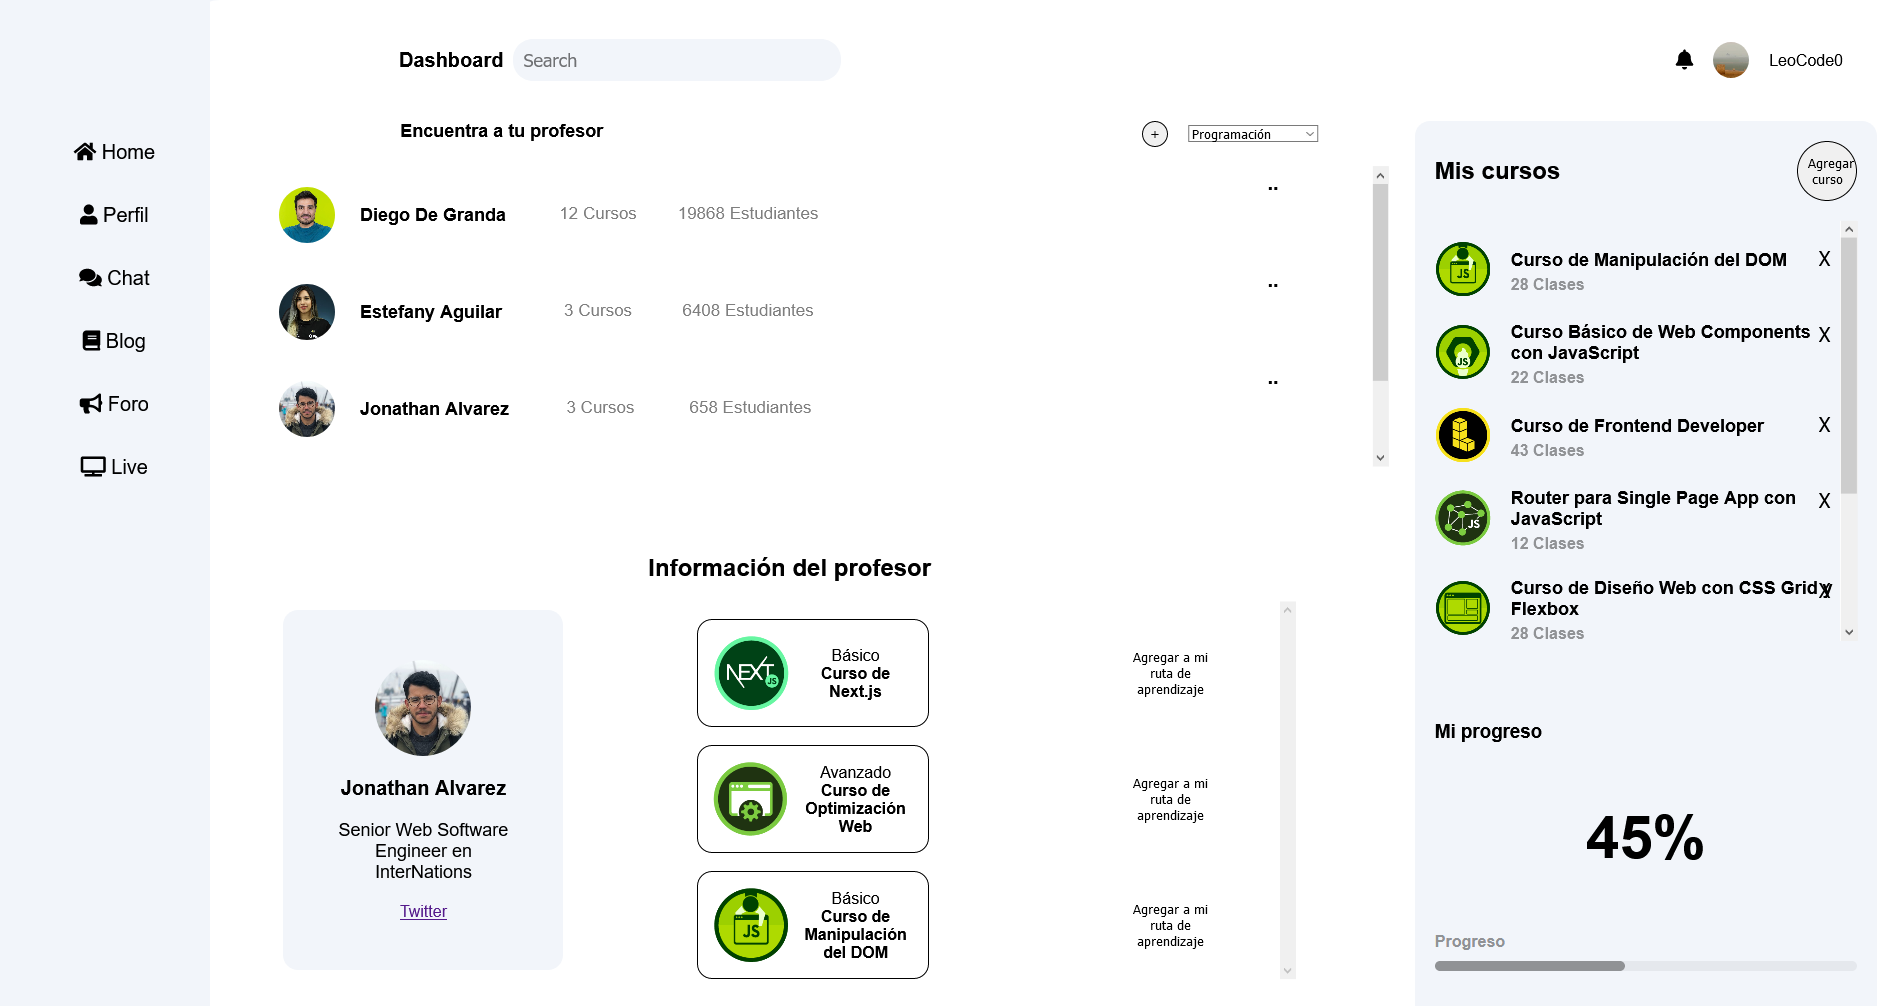 Dashboard
Search
LeoCode0
Home
Perfil
Chat
Blog
Foro
Live
Encuentra a tu profesor
+
Programación
Diego De Granda
12 Cursos
19868 Estudiantes
..
Estefany Aguilar
3 Cursos
6408 Estudiantes
..
Jonathan Alvarez
3 Cursos
658 Estudiantes
..
Información del profesor
Jonathan Alvarez
Senior Web Software
Engineer en
InterNations
Twitter
NEXT
JS
Básico
Curso de
Next.js
Agregar a mi
ruta de
aprendizaje
Avanzado
Curso de
Optimización
Web
Agregar a mi
ruta de
aprendizaje
JS
Básico
Curso de
Manipulación
del DOM
Agregar a mi
ruta de
aprendizaje
Mis cursos
Agregar
curso
JS
Curso de Manipulación del DOM
28 Clases
X
JS
Curso Básico de Web Components
con JavaScript
22 Clases
X
Curso de Frontend Developer
43 Clases
X
JS
Router para Single Page App con
JavaScript
12 Clases
X
Curso de Diseño Web con CSS Grid y
Flexbox
28 Clases
X
Mi progreso
45%
Progreso